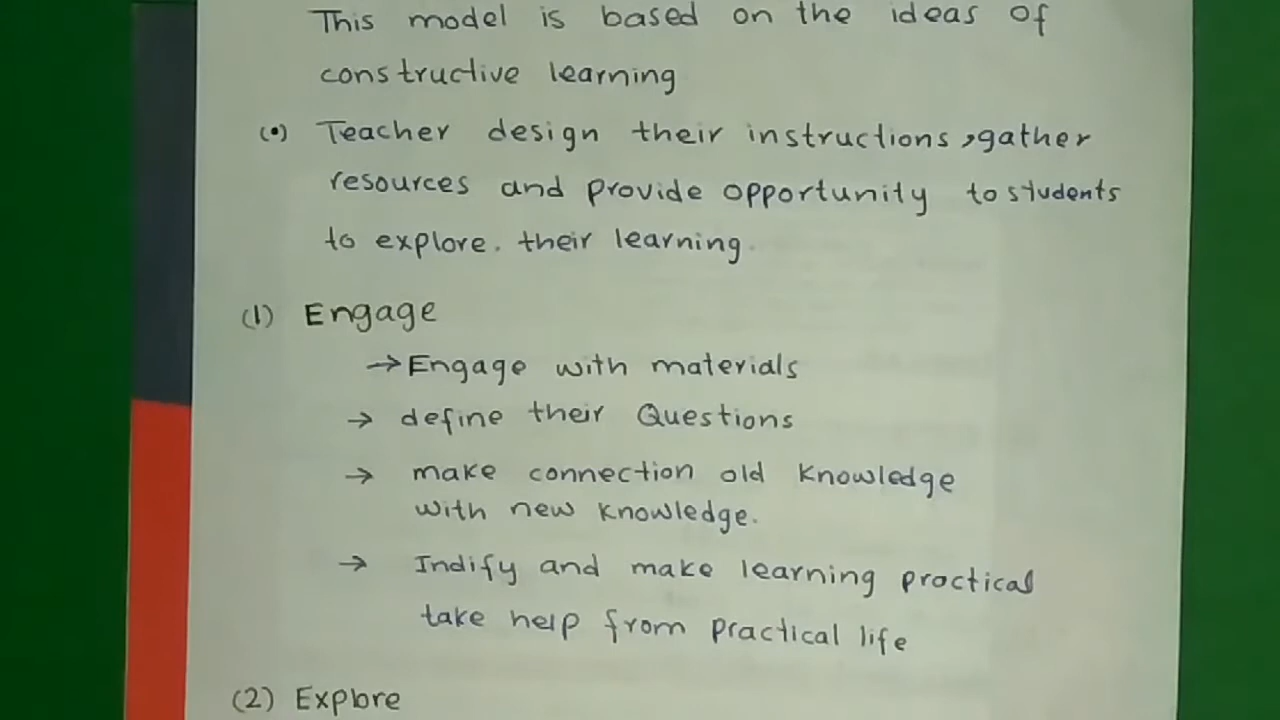 This model is based on the ideas of
constructive learning
(•) Teacher design their instructions, gather
resources and provide opportunity to students
to explore. their learning.
(1) Engage
→ Engage with materials
→ define their Questions
→ make connection old knowledge
with new knowledge.
→ Indify and make learning practical
take help from practical life
(2) Explore